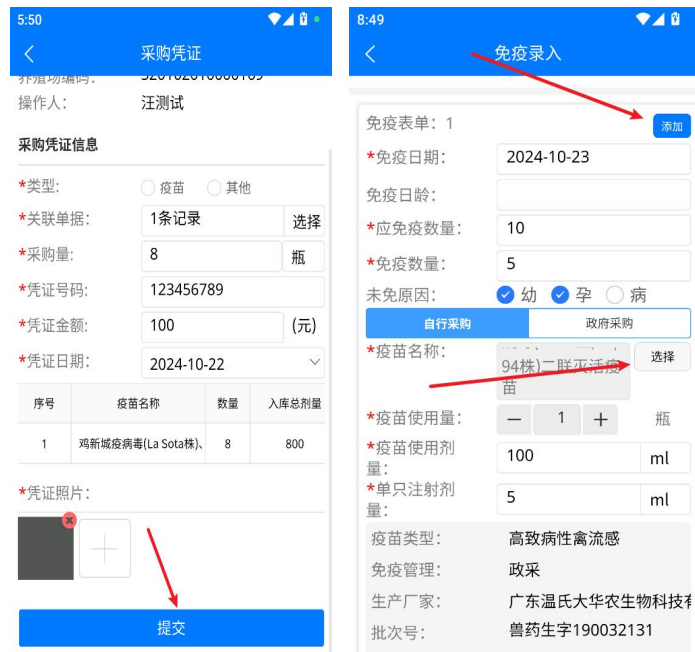 5:50
采购凭证
操作人：
汪测试
采购凭证信息
*类型:
疫苗
其他
*关联单据：
1条记录
选择
*采购量:
8
瓶
*凭证号码:
123456789
*凭证金额:
100
(元)
*凭证日期:
2024-10-22
序号
疫苗名称
数量
入库总剂量
1
鸡新城疫病毒(La Sota株)、
8
800
*凭证照片：
提交
8:49
免疫录入
免疫表单：1
添加
*免疫日期：
2024-10-23
免疫日龄：
*应免疫数量：
10
*免疫数量：
5
未免原因：
幼
孕
病
自行采购
政府采购
*疫苗名称：
94株)二联灭活疫
苗
选择
*疫苗使用量：
1
瓶
*疫苗使用剂
量：
100
ml
*单只注射剂
量：
5
ml
疫苗类型：
高致病性禽流感
免疫管理：
政采
生产厂家：
广东温氏大华农生物科技有
批次号：
兽药生字190032131